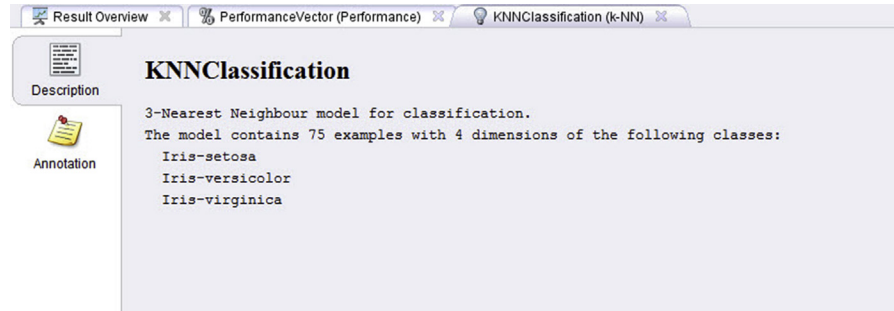 Result Overview
PerformanceVector (Performance)
KNNClassification (k-NN)
Description
Annotation
KNNClassification
3-Nearest Neighbour model for classification.
The model contains 75 examples with 4 dimensions of the following classes:
Iris-setosa
Iris-versicolor
Iris-virginica